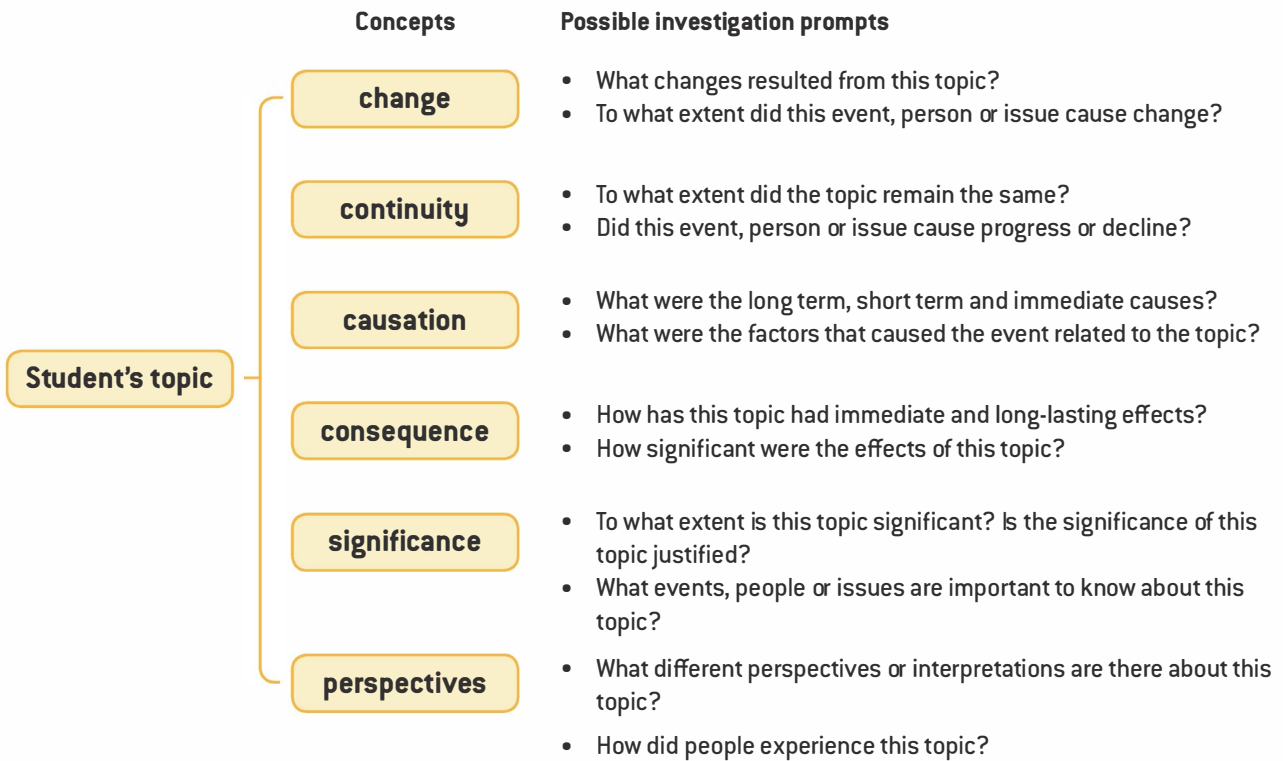 Concepts
Possible investigation prompts
change
• What changes resulted from this topic?
• To what extent did this event, person or issue cause change?
continuity
• To what extent did the topic remain the same?
• Did this event, person or issue cause progress or decline?
causation
• What were the long term, short term and immediate causes?
• What were the factors that caused the event related to the topic?
Student's topic
consequence
• How has this topic had immediate and long-lasting effects?
• How significant were the effects of this topic?
significance
• To what extent is this topic significant? Is the significance of this
topic justified?
• What events, people or issues are important to know about this
topic?
perspectives
• What different perspectives or interpretations are there about this
topic?
• How did people experience this topic?